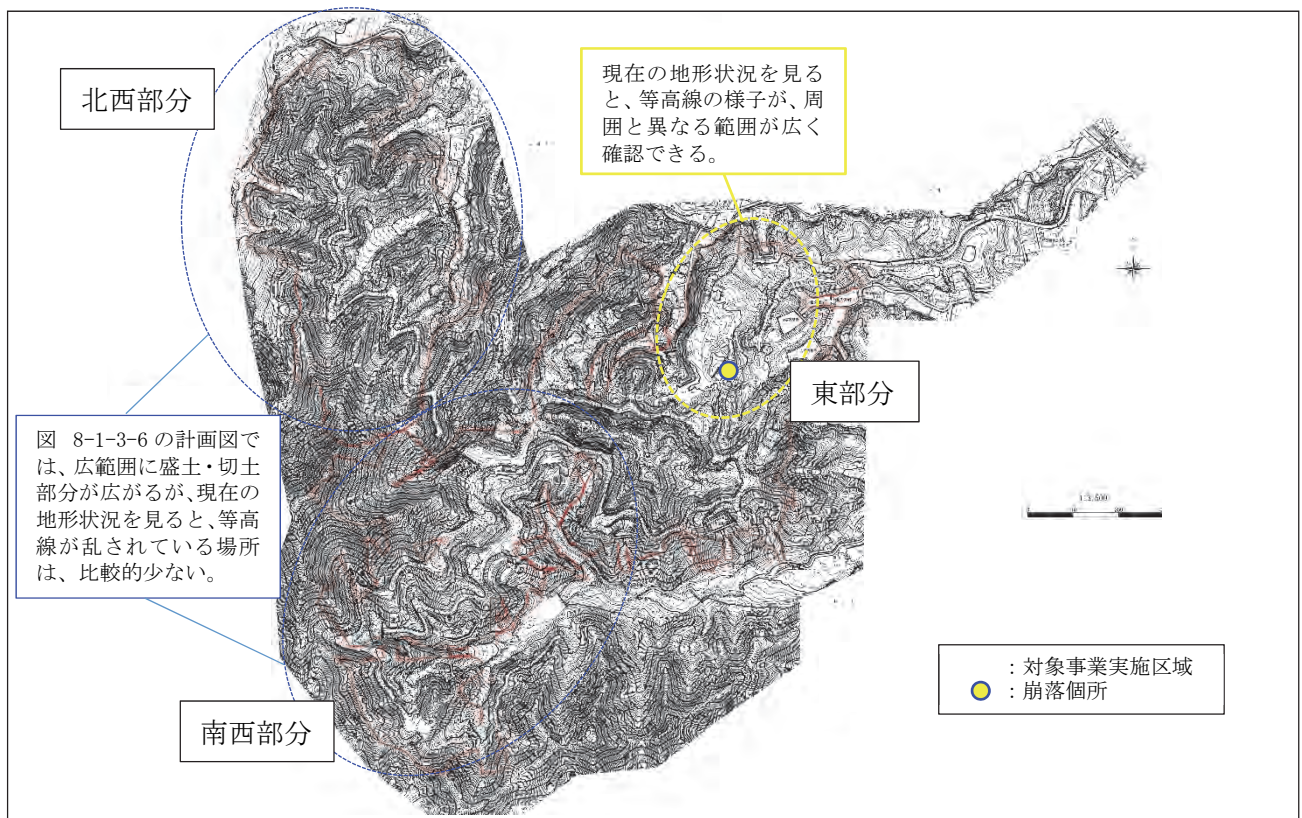 北西部分
現在の地形状況を見る
と、等高線の様子が、周
囲と異なる範囲が広く
確認できる。
東部分
図 8-1-3-6 の計画図で
は、広範囲に盛土・切土
部分が広がるが、現在の
地形状況を見ると、等高
線が乱されている場所
は、比較的少ない。
南西部分
：対象事業実施区域
：崩落個所